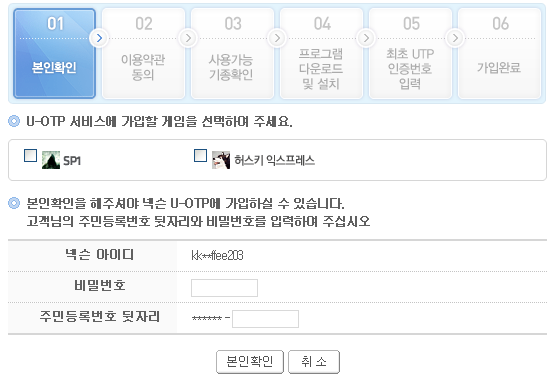 01
본인확인
02
이용약관
동의
03
사용가능
기종확인
04
프로그램
다운로드
및 설치
05
최초 UTP
인증번호
입력
06
가입완료
U-OTP 서비스에 가입할 게임을 선택하여 주세요.
SP1
허스키 익스프레스
본인확인을 해주셔야 넥슨 U-OTP에 가입하실 수 있습니다.
고객님의 주민등록번호 뒷자리와 비밀번호를 입력하여 주십시오
넥슨 아이디 kk**ffee203
비밀번호
주민등록번호 뒷자리 ****** -
본인확인 취 소